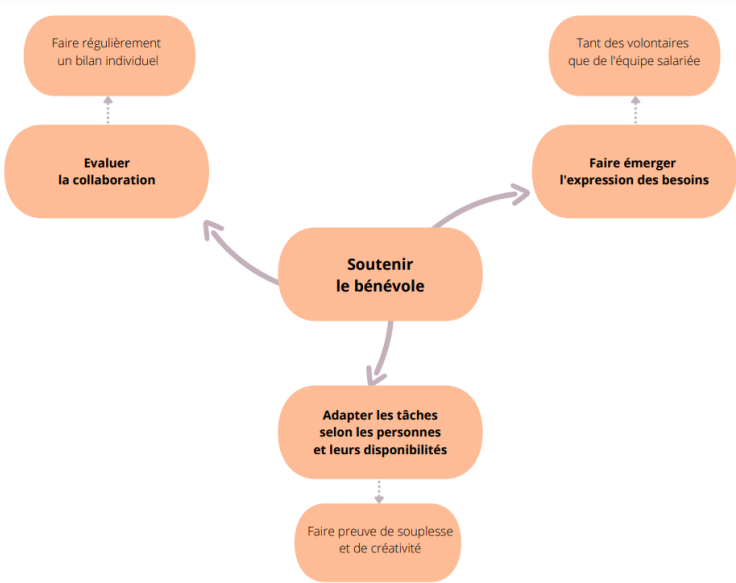 Faire régulièrement
un bilan individuel
Tant des volontaires
que de l'équipe salariée
Evaluer
la collaboration
Faire émerger
l'expression des besoins
Soutenir
le bénévole
Adapter les tâches
selon les personnes
et leurs disponibilités
Faire preuve de souplesse
et de créativité